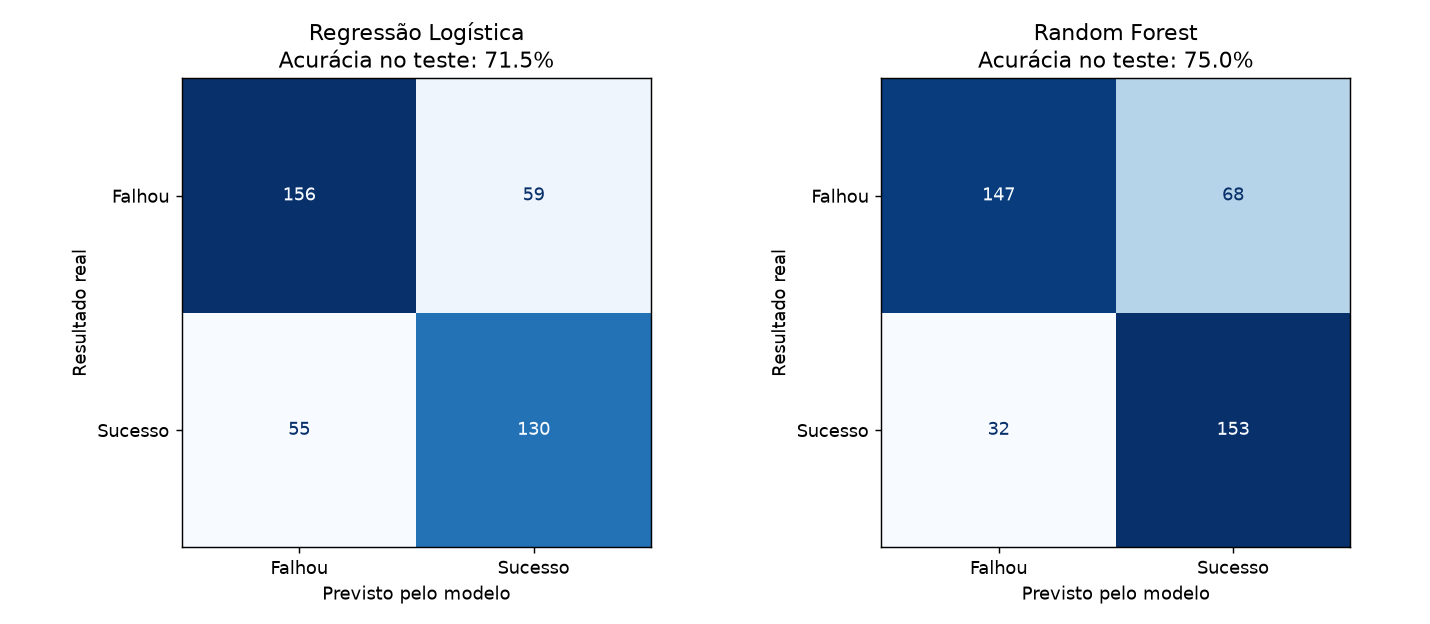 Regressão Logística
Acurácia no teste: 71.5%
Falhou
156
59
Resultado real
Sucesso
55
130
Falhou
Sucesso
Previsto pelo modelo
Random Forest
Acurácia no teste: 75.0%
Falhou
147
68
Resultado real
Sucesso
32
153
Falhou
Sucesso
Previsto pelo modelo